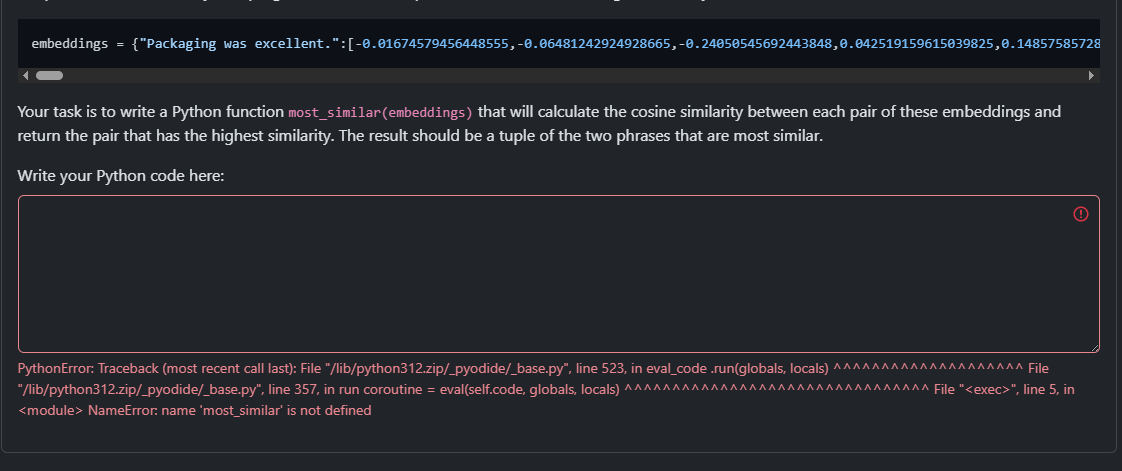 embeddings = {"Packaging was excellent.":[-0.01674579456448555,-0.06481242924928665,-0.24050545692443848,0.042519159615039825,0.14857585728
Your task is to write a Python function most_similar(embeddings) that will calculate the cosine similarity between each pair of these embeddings and
return the pair that has the highest similarity. The result should be a tuple of the two phrases that are most similar.
Write your Python code here:
PythonError: Traceback (most recent call last): File "/lib/python312.zip/_pyodide/_base.py", line 523, in eval_code .run(globals, locals) ^^^^^^^^^^^^^^^^^^^^ File
"/lib/python312.zip/_pyodide/_base.py", line 357, in run coroutine = eval(self.code, globals, locals) ^^^^^^^^^^^^^^^^^^^^^^^^^^^^^^^^ File "<exec>", line 5, in
<module> NameError: name 'most_similar' is not defined